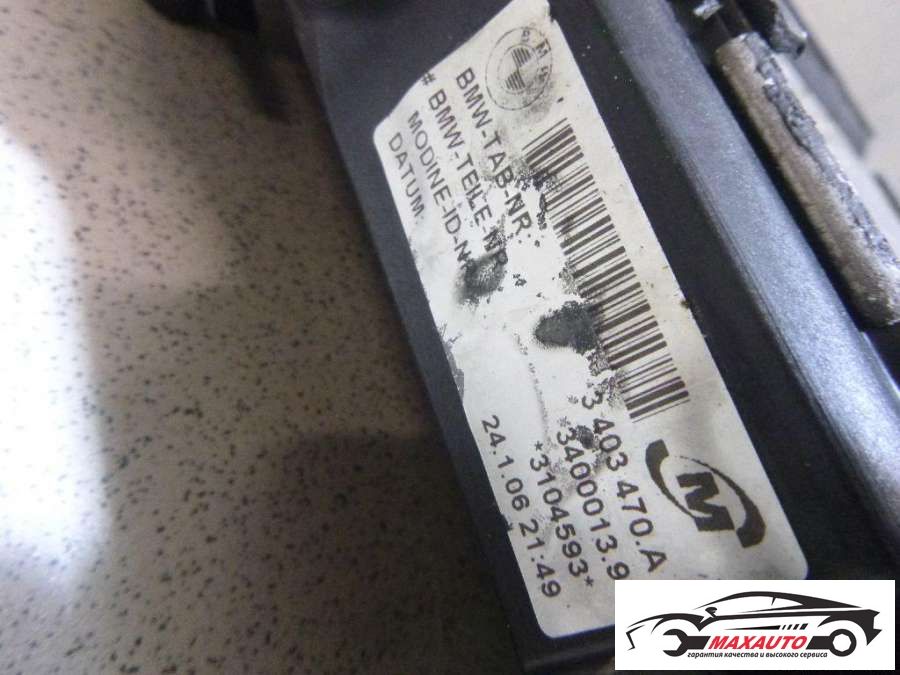 BMW
BMW-TAB-NR: 3 403 470.A
# BMW-TEILE-NR 3400013.9
MODINE-ID-N *3104593*
DATUM: 24.1.06 21:49
M
MAXAUTO
гарантия качества и высокого сервиса